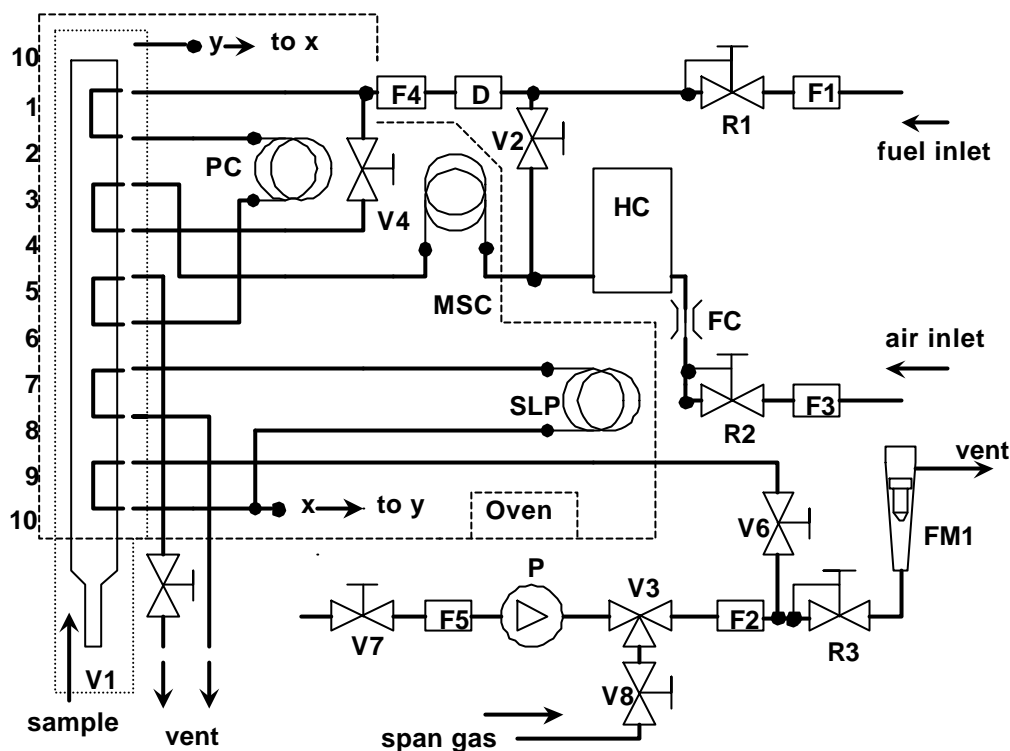 10
y
to x
1
F4
D
F1
R1
fuel inlet
2
PC
V2
3
V4
HC
4
MSC
5
FC
air inlet
6
7
SLP
R2
F3
8
vent
9
10
x
to y
Oven
V6
FM1
P
V3
V7
F5
F2
R3
V1
V8
sample
vent
span gas